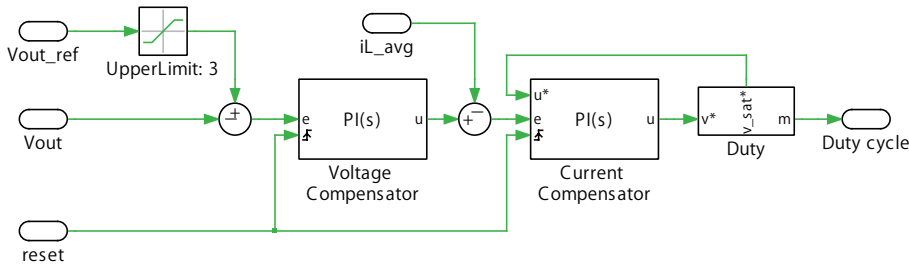 Vout_ref
UpperLimit: 3
iL_avg
Vout
+
−
e
PI(s)
u
Voltage
Compensator
+
−
u*
e
PI(s)
u
Current
Compensator
v*
v_sat*
m
Duty
Duty cycle
reset